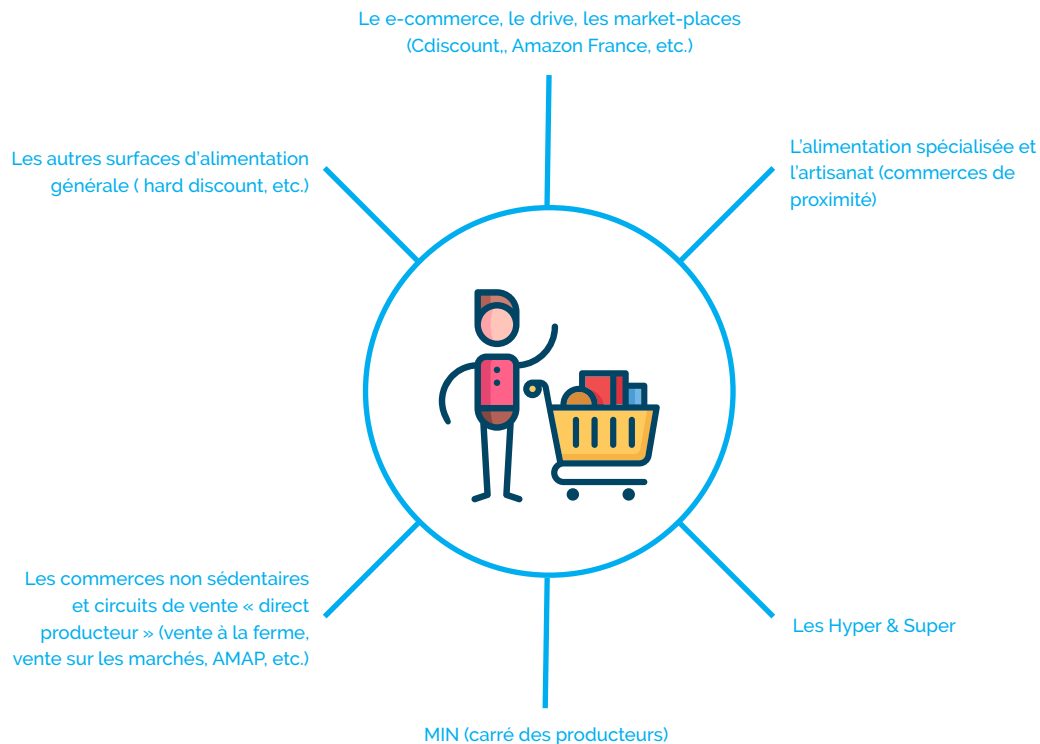 Le e-commerce, le drive, les market-places
(Cdiscount,, Amazon France, etc.)
L'alimentation spécialisée et
l'artisanat (commerces de
proximité)
Les autres surfaces d'alimentation
générale ( hard discount, etc.)
Les commerces non sédentaires
et circuits de vente « direct
producteur » (vente à la ferme,
vente sur les marchés, AMAP, etc.)
Les Hyper & Super
MIN (carré des producteurs)